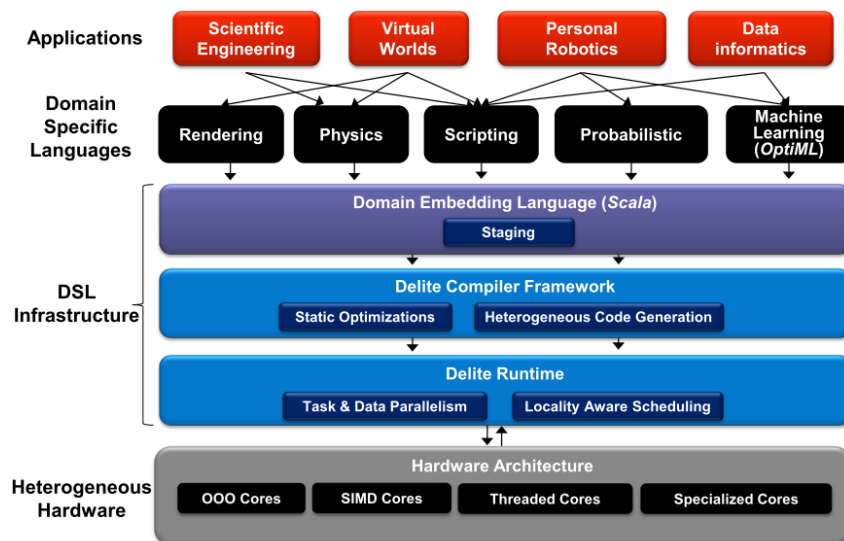 Applications
Scientific
Engineering
Virtual
Worlds
Personal
Robotics
Data
informatics
Domain
Specific
Languages
Rendering
Physics
Scripting
Probabilistic
Machine
Learning
(OptiML)
DSL
Infrastructure
Domain Embedding Language (Scala)
Staging
Delite Compiler Framework
Static Optimizations
Heterogeneous Code Generation
Delite Runtime
Task & Data Parallelism
Locality Aware Scheduling
Heterogeneous
Hardware
Hardware Architecture
OOO Cores
SIMD Cores
Threaded Cores
Specialized Cores